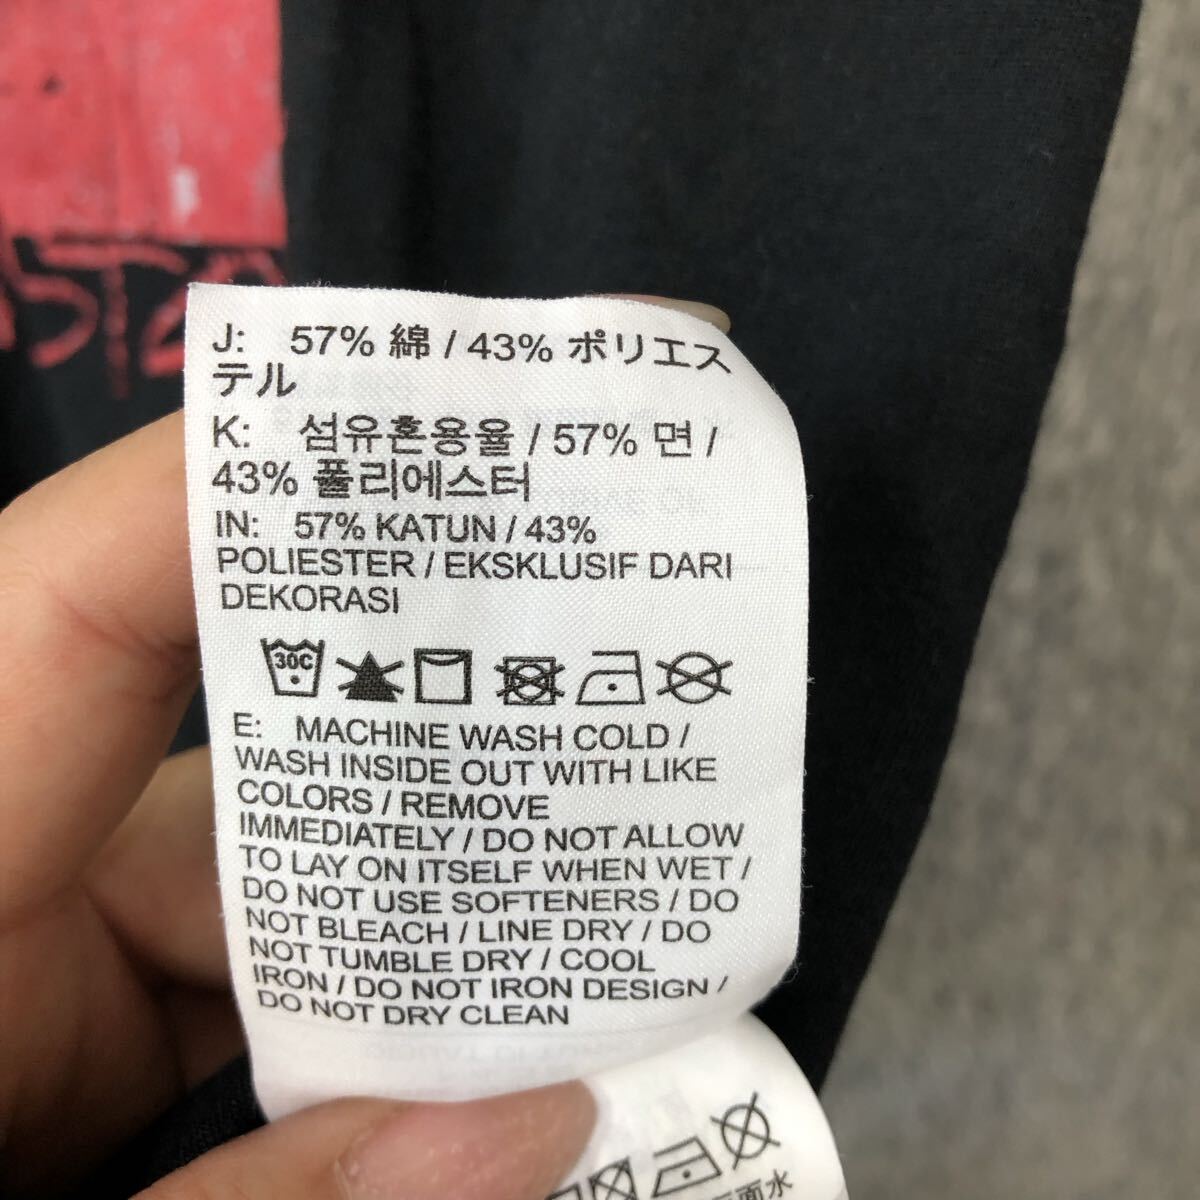 J: 57% 綿 / 43% ポリエス
テル
K: 섬유혼용율 / 57% 면 /
43% 폴리에스터
IN: 57% KATUN / 43%
POLIESTER / EKSKLUSIF DARI
DEKORASI
30C
E: MACHINE WASH COLD /
WASH INSIDE OUT WITH LIKE
COLORS / REMOVE
IMMEDIATELY / DO NOT ALLOW
TO LAY ON ITSELF WHEN WET /
DO NOT USE SOFTENERS / DO
NOT BLEACH / LINE DRY / DO
NOT TUMBLE DRY / COOL
IRON / DO NOT IRON DESIGN /
DO NOT DRY CLEAN
面水